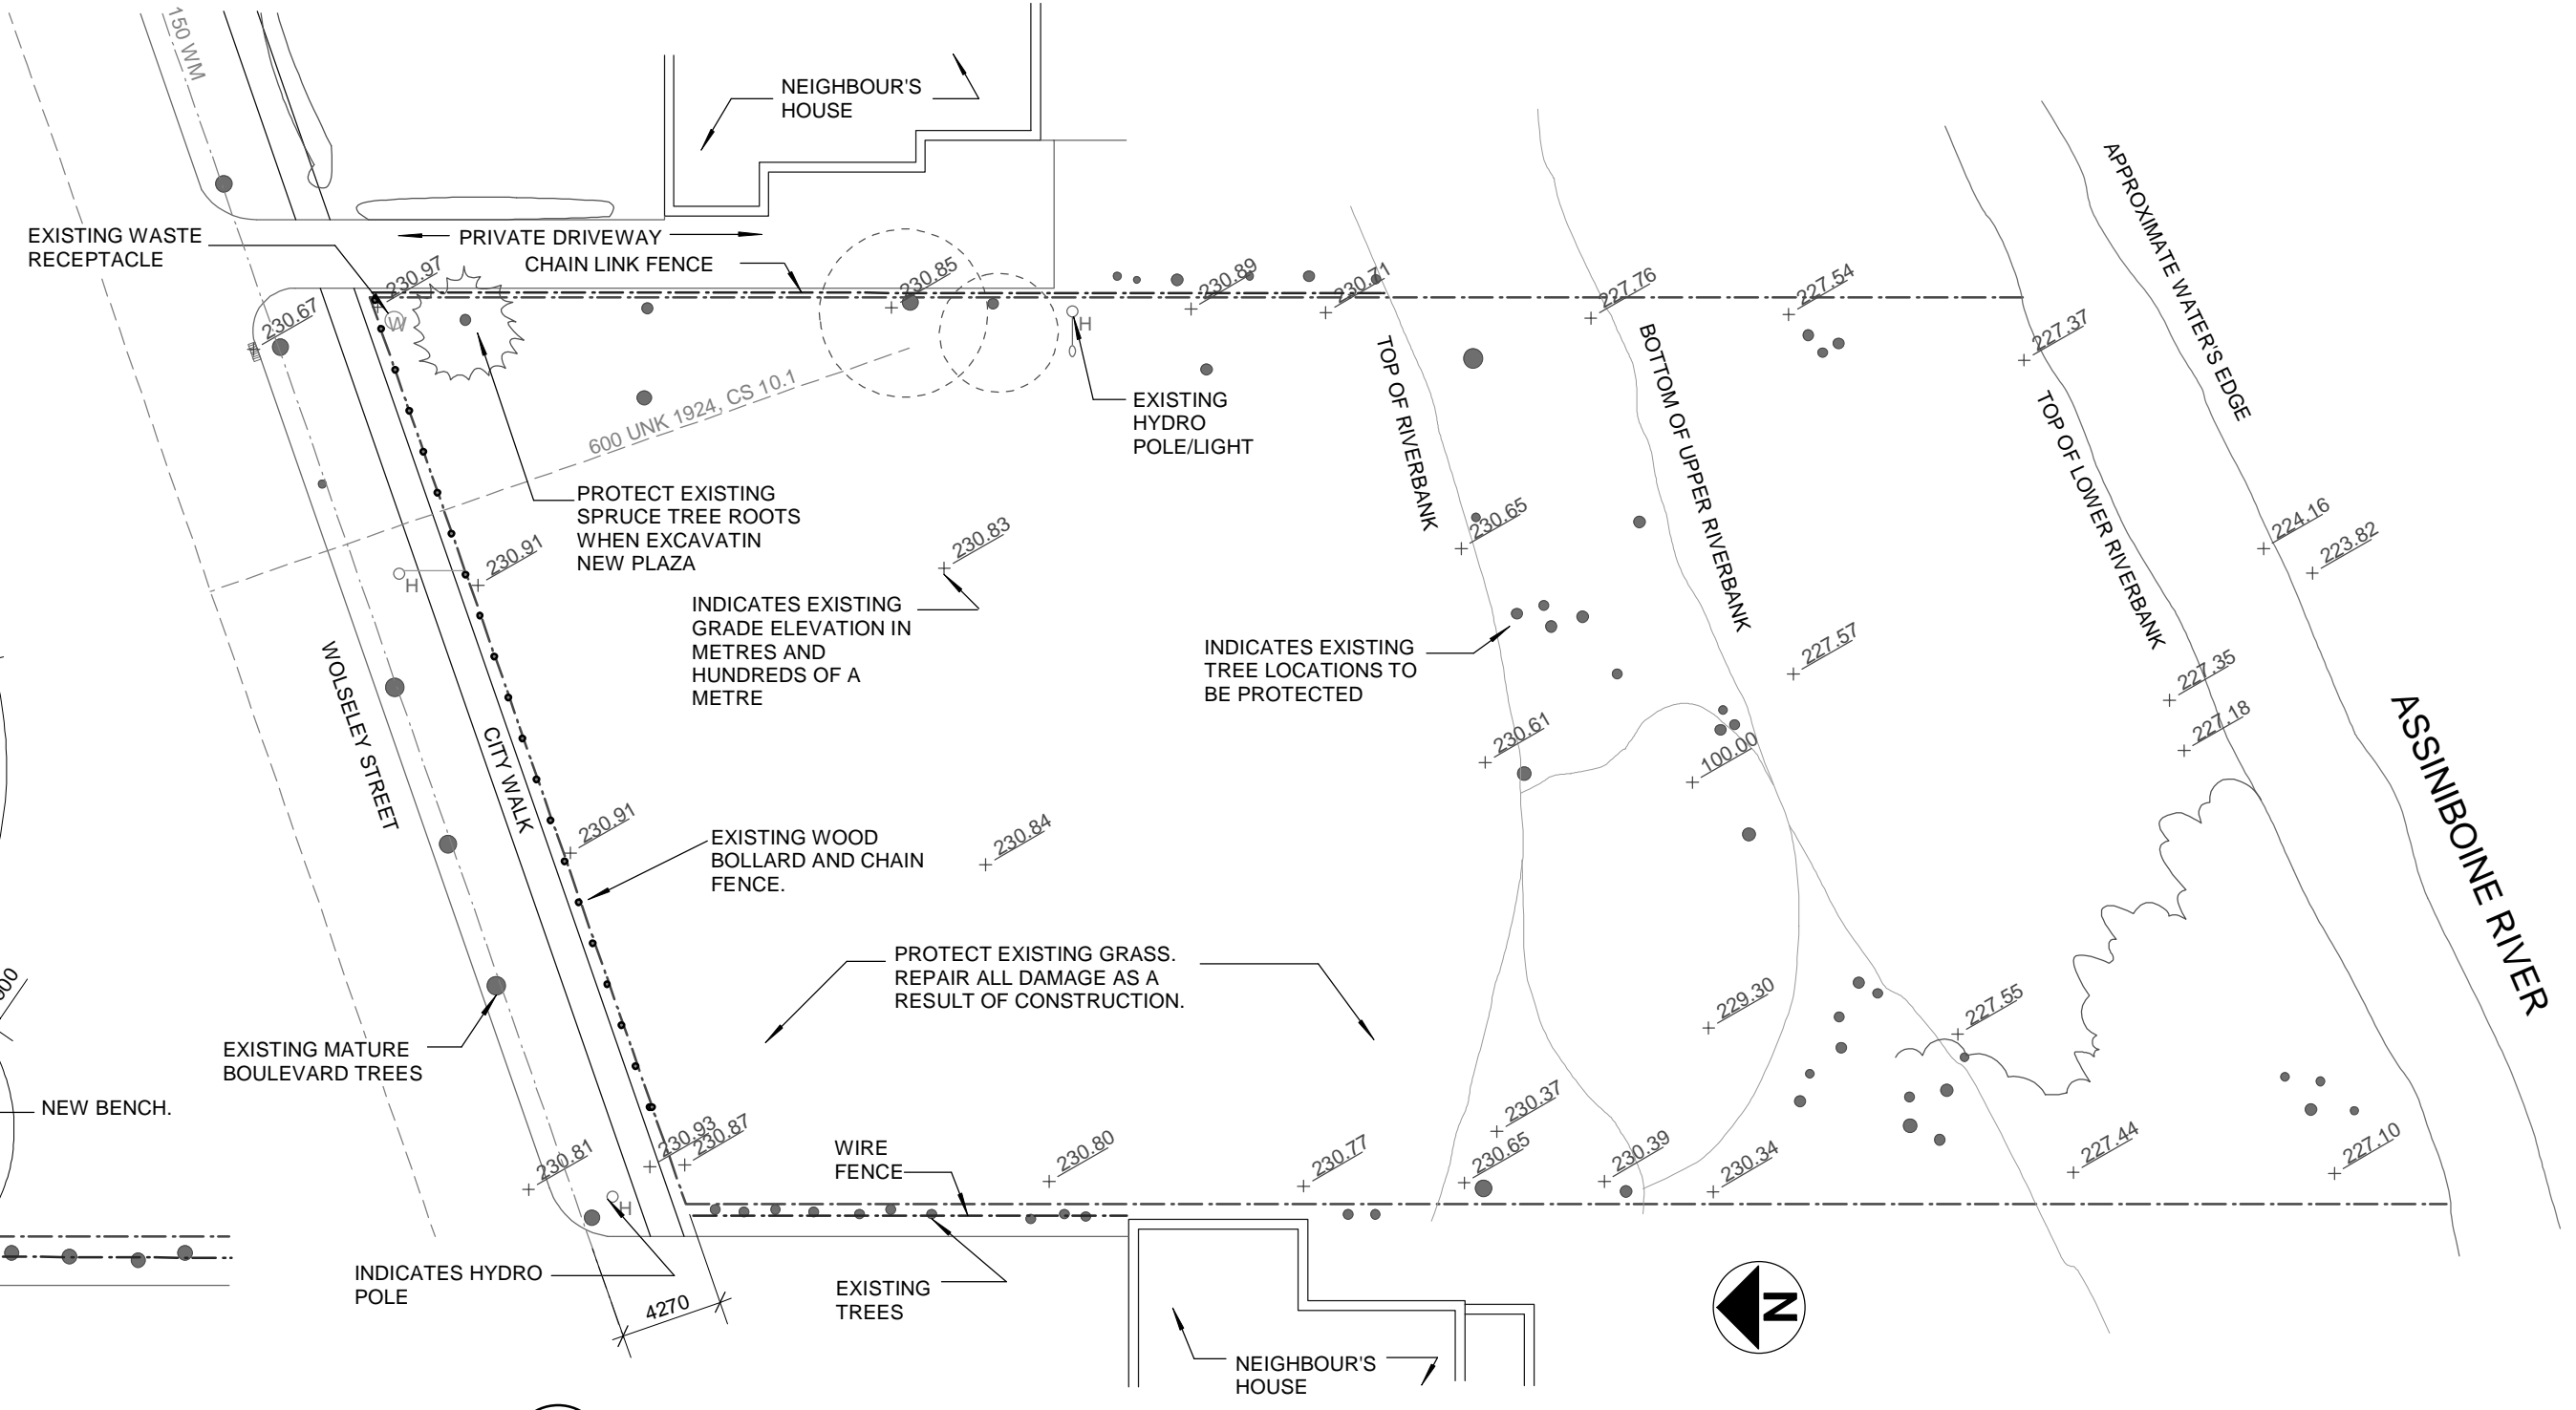 150 WM
NEIGHBOUR'S
HOUSE
APPROXIMATE WATER'S EDGE
EXISTING WASTE
RECEPTACLE
PRIVATE DRIVEWAY
CHAIN LINK FENCE
230.97
230.85
230.89
230.71
227.76
227.54
230.67
W
H
227.37
TOP OF RIVERBANK
BOTTOM OF UPPER RIVERBANK
TOP OF LOWER RIVERBANK
600 UNK 1924, CS 10.1
EXISTING
HYDRO
POLE/LIGHT
PROTECT EXISTING
SPRUCE TREE ROOTS
WHEN EXCAVATIN
NEW PLAZA
230.91
H
230.83
230.65
224.16
223.82
INDICATES EXISTING
GRADE ELEVATION IN
METRES AND
HUNDREDS OF A
METRE
INDICATES EXISTING
TREE LOCATIONS TO
BE PROTECTED
227.57
227.35
227.18
WOLSELEY STREET
CITY WALK
230.61
100.00
ASSINIBOINE RIVER
230.91
EXISTING WOOD
BOLLARD AND CHAIN
FENCE.
230.84
PROTECT EXISTING GRASS.
REPAIR ALL DAMAGE AS A
RESULT OF CONSTRUCTION.
229.30
227.55
EXISTING MATURE
BOULEVARD TREES
NEW BENCH.
230.81
230.93
230.87
WIRE
FENCE
230.80
230.77
230.37
230.65
230.39
230.34
227.44
227.10
H
INDICATES HYDRO
POLE
4270
EXISTING
TREES
N
NEIGHBOUR'S
HOUSE